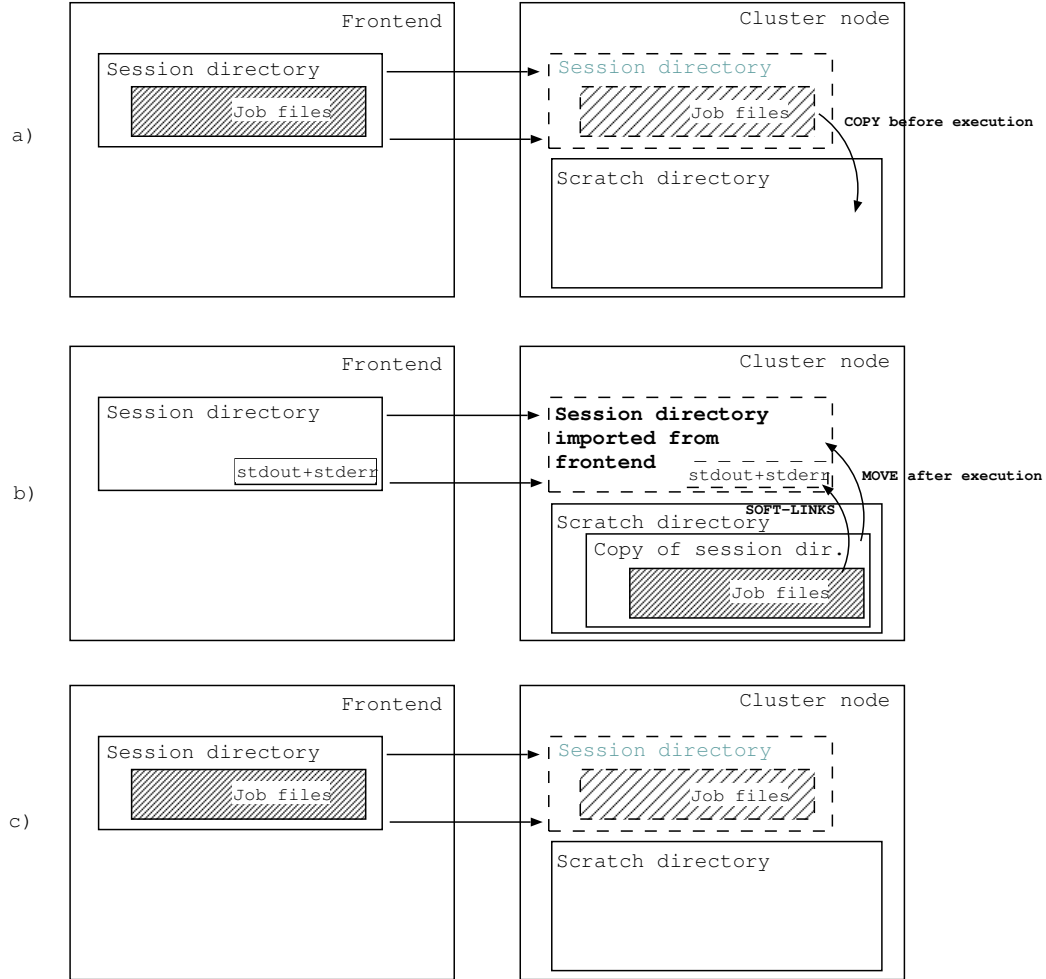 Frontend
Session directory
Job files
Cluster node
Session directory
Job files
COPY before execution
Scratch directory
a)
Frontend
Session directory
stdout+stderr
Cluster node
Session directory
imported from
frontend
stdout+stderr
MOVE after execution
SOFT-LINKS
Scratch directory
Copy of session dir.
Job files
b)
Frontend
Session directory
Job files
Cluster node
Session directory
Job files
Scratch directory
c)